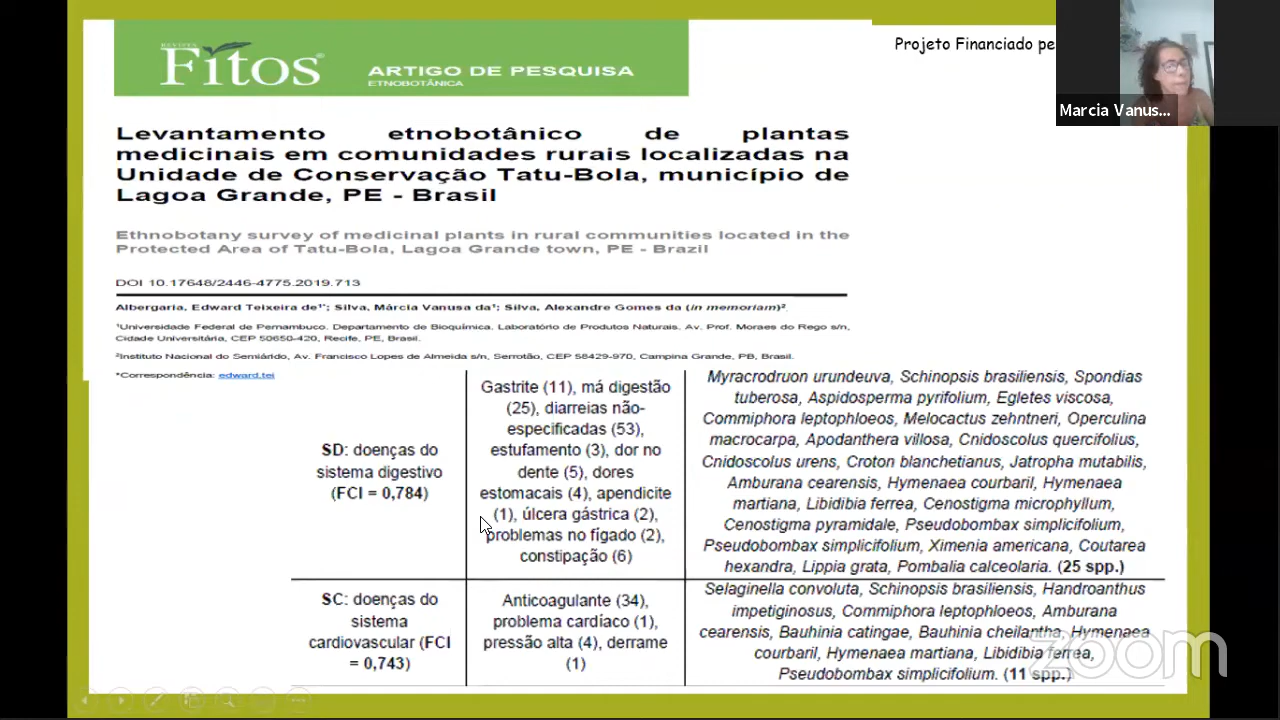 REVISTA
Fitos
ARTIGO DE PESQUISA
ETNOBOTÂNICA
Projeto Financiado pe
Marcia Vanus...
Levantamento etnobotânico de plantas
medicinais em comunidades rurais localizadas na
Unidade de Conservação Tatu-Bola, município de
Lagoa Grande, PE - Brasil
Ethnobotany survey of medicinal plants in rural communities located in the
Protected Area of Tatu-Bola, Lagoa Grande town, PE - Brazil
DOI 10.17648/2446-4775.2019.713
Albergaria, Edward Teixeira de¹*; Silva, Márcia Vanusa da¹; Silva, Alexandre Gomes da (in memoriam)².
¹Universidade Federal de Pernambuco. Departamento de Bioquímica, Laboratório de Produtos Naturais. Av. Prof. Moraes do Rego s/n,
Cidade Universitária, CEP 50650-420, Recife, PE, Brasil.
²Instituto Nacional do Semiárido, Av. Francisco Lopes de Almeida s/n, Serrotão, CEP 58429-970, Campina Grande, PB, Brasil.
*Correspondência: edward.tei
SD: doenças do
sistema digestivo
(FCI = 0,784)
Gastrite (11), má digestão
(25), diarreias não-
especificadas (53),
estufamento (3), dor no
dente (5), dores
estomacais (4), apendicite
(1), úlcera gástrica (2),
problemas no fígado (2),
constipação (6)
Myracrodruon urundeuva, Schinopsis brasiliensis, Spondias
tuberosa, Aspidosperma pyrifolium, Egletes viscosa,
Commiphora leptophloeos, Melocactus zehntneri, Operculina
macrocarpa, Apodanthera villosa, Cnidoscolus quercifolius,
Cnidoscolus urens, Croton blanchetianus, Jatropha mutabilis,
Amburana cearensis, Hymenaea courbaril, Hymenaea
martiana, Libidibia ferrea, Cenostigma microphyllum,
Cenostigma pyramidale, Pseudobombax simplicifolium,
Pseudobombax simplicifolium, Ximenia americana, Coutarea
hexandra, Lippia grata, Pombalia calceolaria. (25 spp.)
SC: doenças do
sistema
cardiovascular (FCI
= 0,743)
Anticoagulante (34),
problema cardíaco (1),
pressão alta (4), derrame
(1)
Selaginella convoluta, Schinopsis brasiliensis, Handroanthus
impetiginosus, Commiphora leptophloeos, Amburana
cearensis, Bauhinia catingae, Bauhinia cheilantha, Hymenaea
courbaril, Hymenaea martiana, Libidibia ferrea,
Pseudobombax simplicifolium. (11 spp.)
zoom